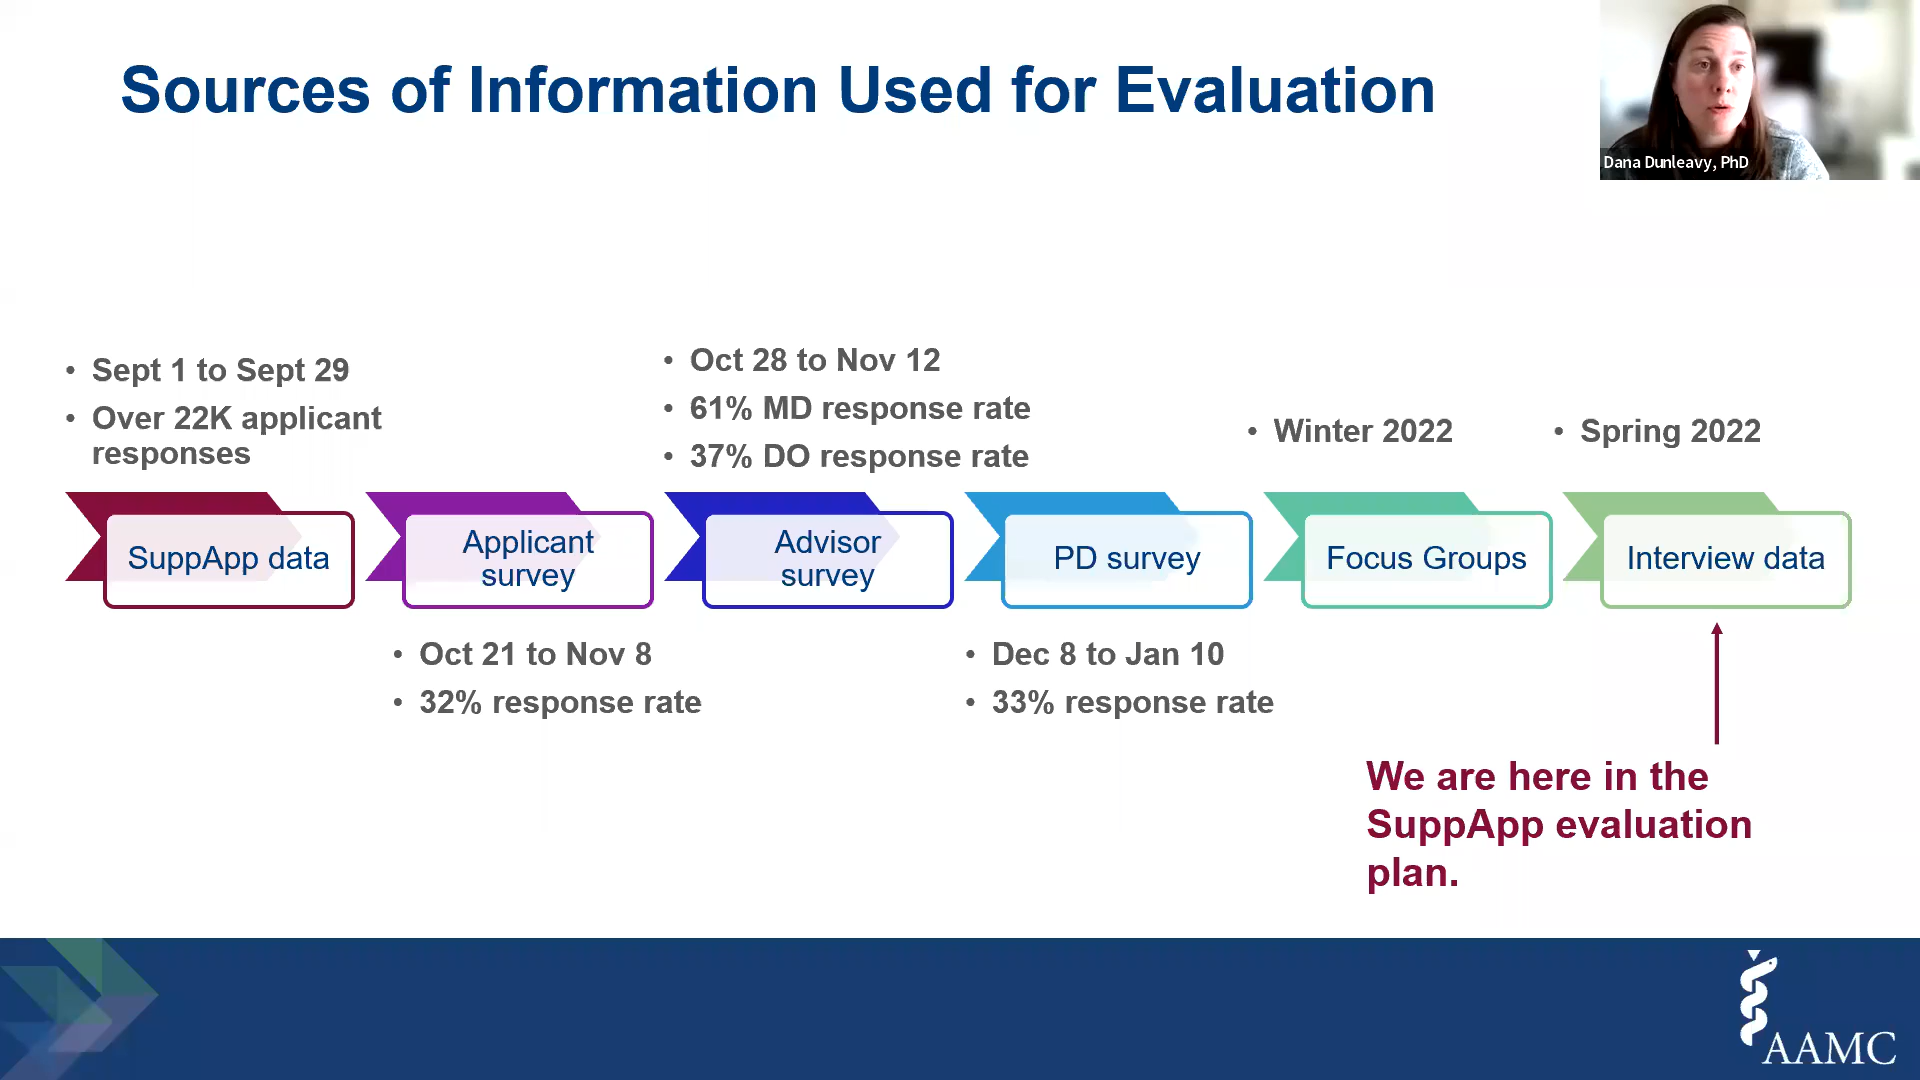 Sources of Information Used for Evaluation
Dana Dunleavy, PhD
• Sept 1 to Sept 29
• Over 22K applicant
responses
• Oct 28 to Nov 12
• 61% MD response rate
• 37% DO response rate
• Winter 2022
• Spring 2022
SuppApp data
Applicant
survey
Advisor
survey
PD survey
Focus Groups
Interview data
• Oct 21 to Nov 8
• 32% response rate
• Dec 8 to Jan 10
• 33% response rate
We are here in the
SuppApp evaluation
plan.
AAMC